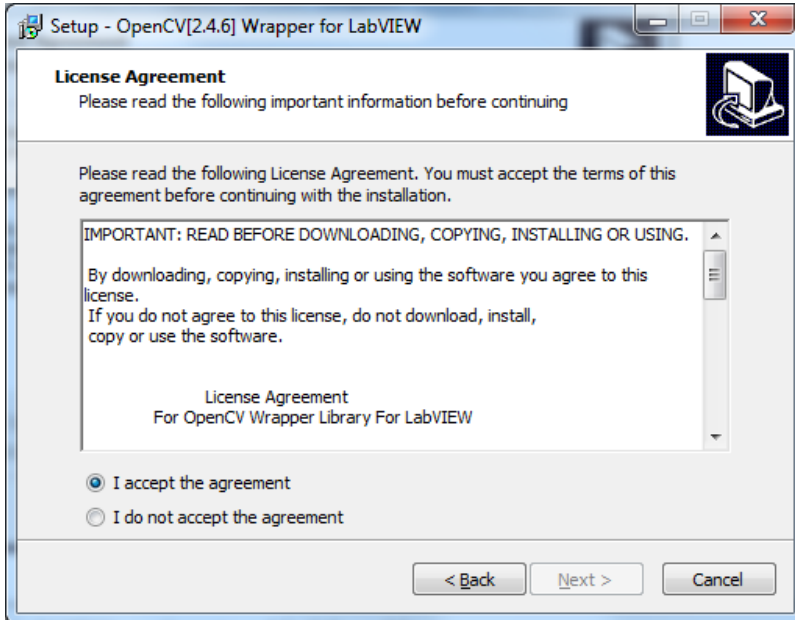 Setup - OpenCV[2.4.6] Wrapper for LabVIEW
License Agreement
Please read the following important information before continuing
Please read the following License Agreement. You must accept the terms of this
agreement before continuing with the installation.
IMPORTANT: READ BEFORE DOWNLOADING, COPYING, INSTALLING OR USING.
By downloading, copying, installing or using the software you agree to this
license.
If you do not agree to this license, do not download, install,
copy or use the software.
License Agreement
For OpenCV Wrapper Library For LabVIEW
I accept the agreement
I do not accept the agreement
< Back
Next >
Cancel